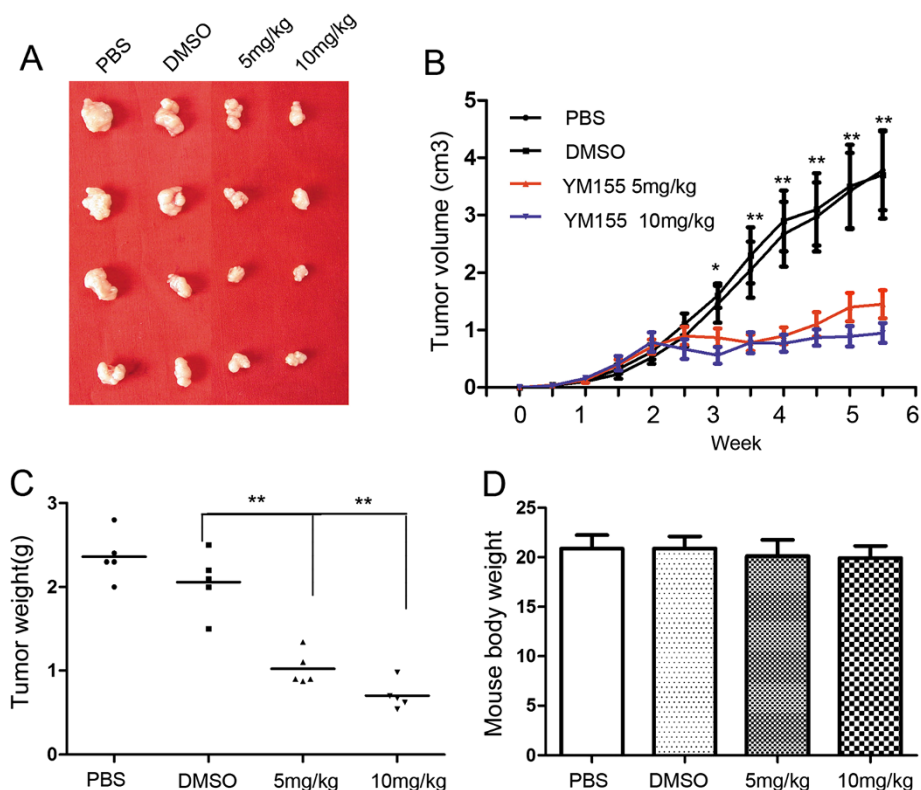 A
PBS DMSO 5mg/kg 10mg/kg
B
Tumor volume (cm3)
5
4
3
2
1
0
PBS
DMSO
YM155 5mg/kg
YM155 10mg/kg
* ** ** ** ** **
0 1 2 3 4 5 6
Week
C
Tumor weight(g)
3
2
1
0
** **
PBS DMSO 5mg/kg 10mg/kg
D
Mouse body weight
25
20
15
10
5
0
PBS DMSO 5mg/kg 10mg/kg